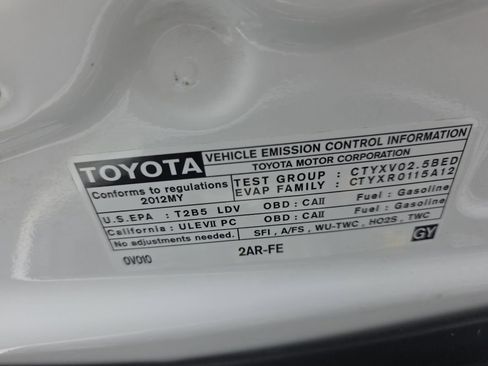 TOYOTA VEHICLE EMISSION CONTROL INFORMATION
TOYOTA MOTOR CORPORATION
Conforms to regulations
2012MY
TEST GROUP : CTYXV02.5BED
EVAP FAMILY : CTYXR0115A12
U.S.EPA : T2B5 LDV OBD : CAII Fuel : Gasoline
California : ULEVII PC OBD : CAII Fuel : Gasoline
No adjustments needed. SFI , A/FS , WU-TWC , HO2S , TWC
0V010 2AR-FE GY